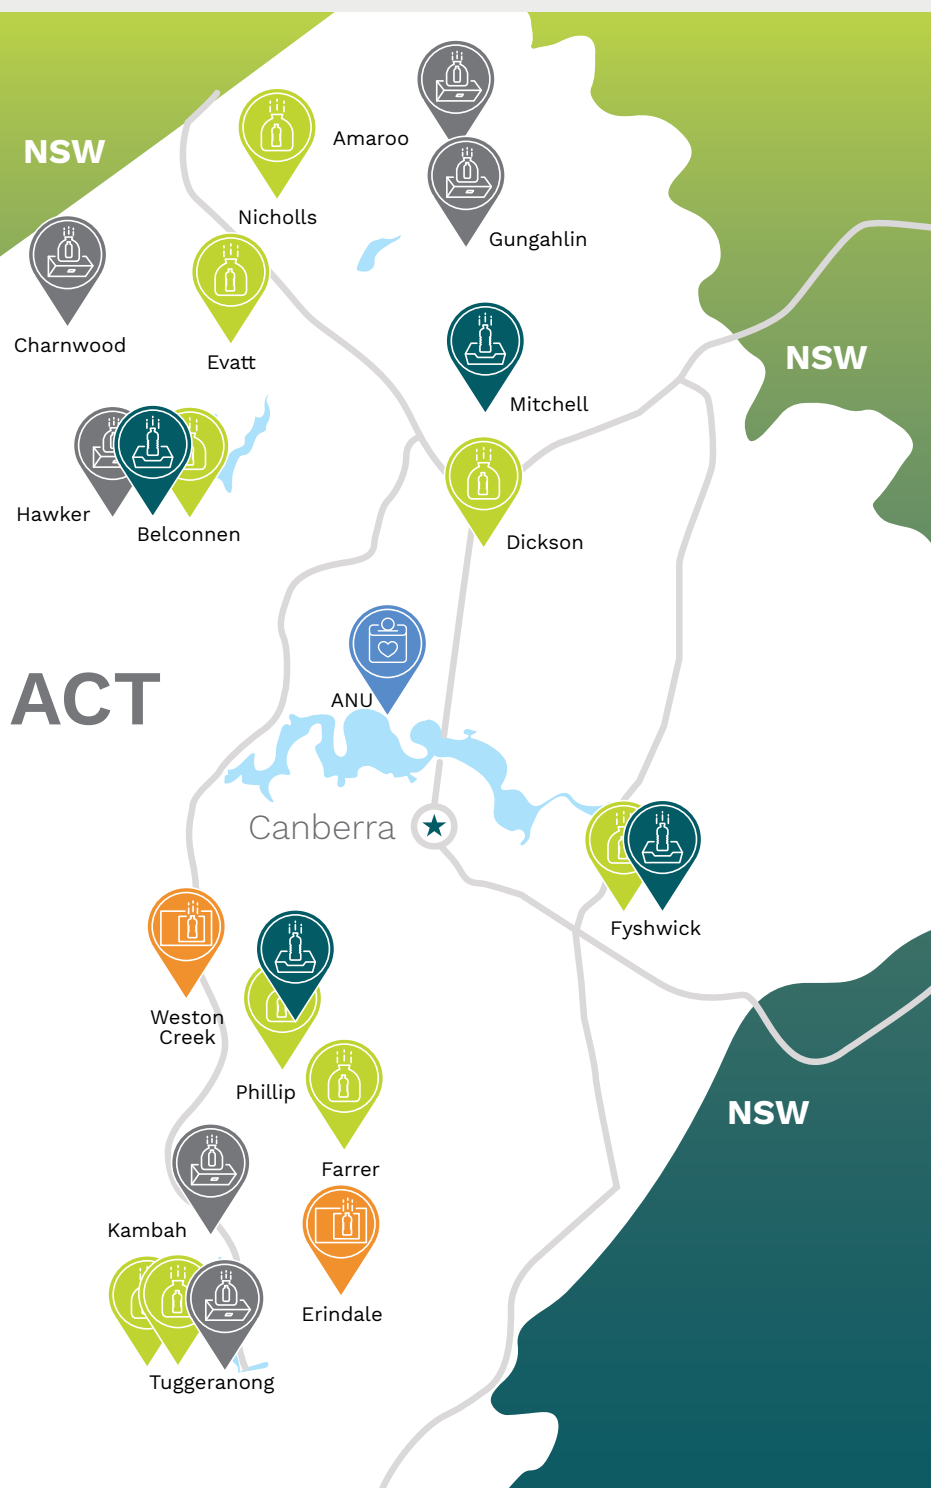 NSW
Amaroo
Nicholls
Gungahlin
Charnwood
Evatt
NSW
Mitchell
Hawker
Belconnen
Dickson
ACT
ANU
Canberra
Fyshwick
Weston
Creek
Phillip
NSW
Farrer
Kambah
Erindale
Tuggeranong